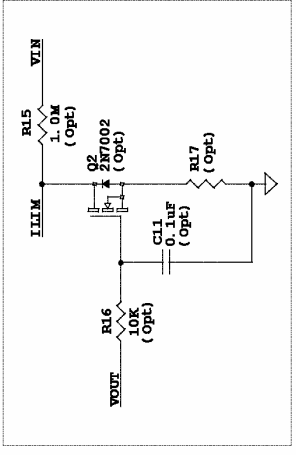 VIN
R15
1.0M
(Opt)
ILIM
Q2
2N7002
(Opt)
R17
(Opt)
C11
0.1uF
(Opt)
R16
10K
(Opt)
VOUT